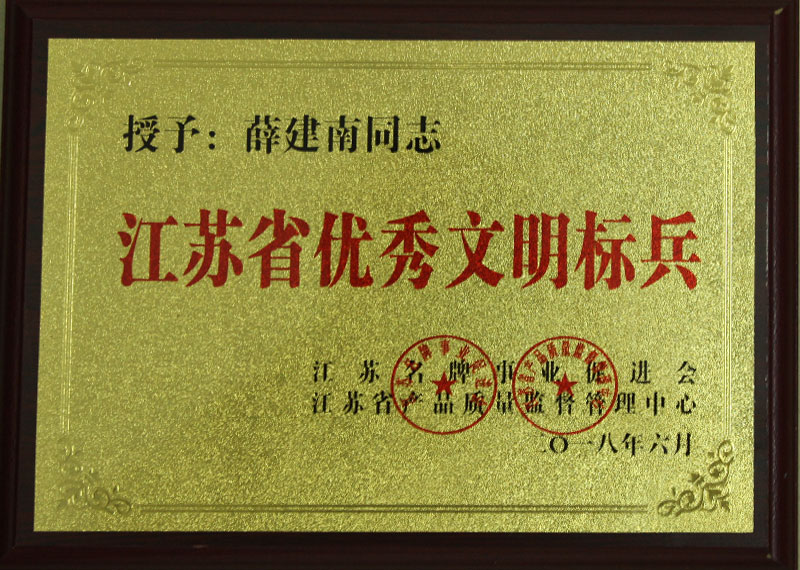 授予：薛建南同志
江苏省优秀文明标兵
江苏名牌事业促进会
江苏省产品质量监督管理中心
二〇一八年六月